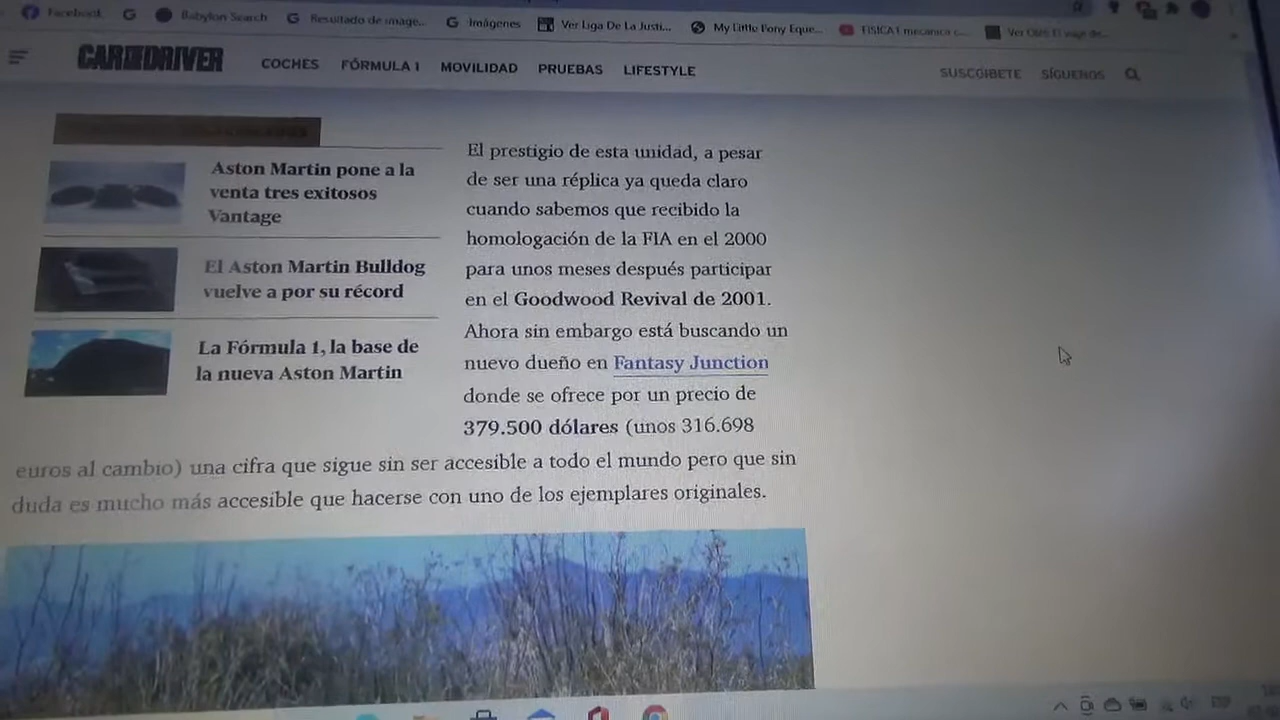 Facebook
Babylon Search
Resultado de image...
Imágenes
Ver Liga De La Justi...
My Little Pony Eque...
FISICA I mecanica c...
CAR AND DRIVER
COCHES
FÓRMULA 1
MOVILIDAD
PRUEBAS
LIFESTYLE
SUSCRÍBETE
SÍGUENOS
Aston Martin pone a la
venta tres exitosos
Vantage
El Aston Martin Bulldog
vuelve a por su récord
La Fórmula 1, la base de
la nueva Aston Martin
El prestigio de esta unidad, a pesar
de ser una réplica ya queda claro
cuando sabemos que recibido la
homologación de la FIA en el 2000
para unos meses después participar
en el Goodwood Revival de 2001.
Ahora sin embargo está buscando un
nuevo dueño en Fantasy Junction
donde se ofrece por un precio de
379.500 dólares (unos 316.698
euros al cambio) una cifra que sigue sin ser accesible a todo el mundo pero que sin
duda es mucho más accesible que hacerse con uno de los ejemplares originales.
ESP